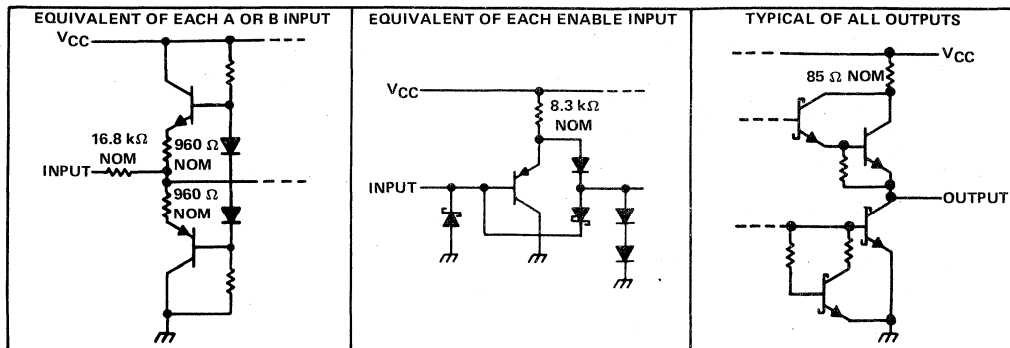 EQUIVALENT OF EACH A OR B INPUT
VCC
16.8 kΩ
NOM
960 Ω
NOM
INPUT
960 Ω
NOM
EQUIVALENT OF EACH ENABLE INPUT
VCC
8.3 kΩ
NOM
INPUT
TYPICAL OF ALL OUTPUTS
VCC
85 Ω NOM
OUTPUT